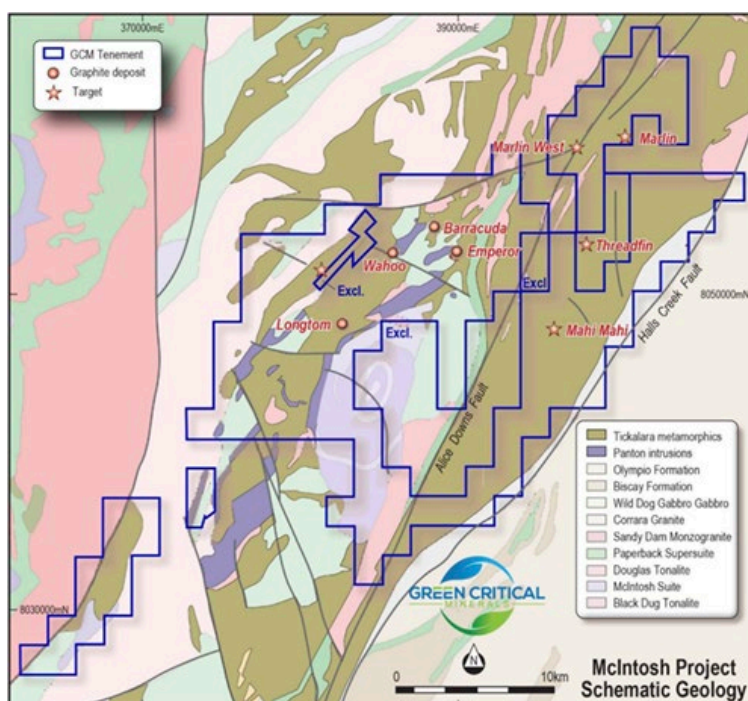 370000mE
390000mE
GCM Tenement
Graphite deposit
Target
Marlin West
Marlin
Barracuda
Wahoo
Emperor
Threadfin
Excl.
Excl
8050000mN
Longtom
Excl.
Mahi Mahi
Halls Creek Fault
Alice Downs Fault
Tickalara metamorphics
Panton intrusions
Olympio Formation
Biscay Formation
Wild Dog Gabbro Gabbro
Corrara Granite
Sandy Dam Monzogranite
Paperback Supersuite
Douglas Tonalite
McIntosh Suite
Black Dug Tonalite
8030000mN
GREEN CRITICAL
MINERALS
N
0
10km
McIntosh Project
Schematic Geology